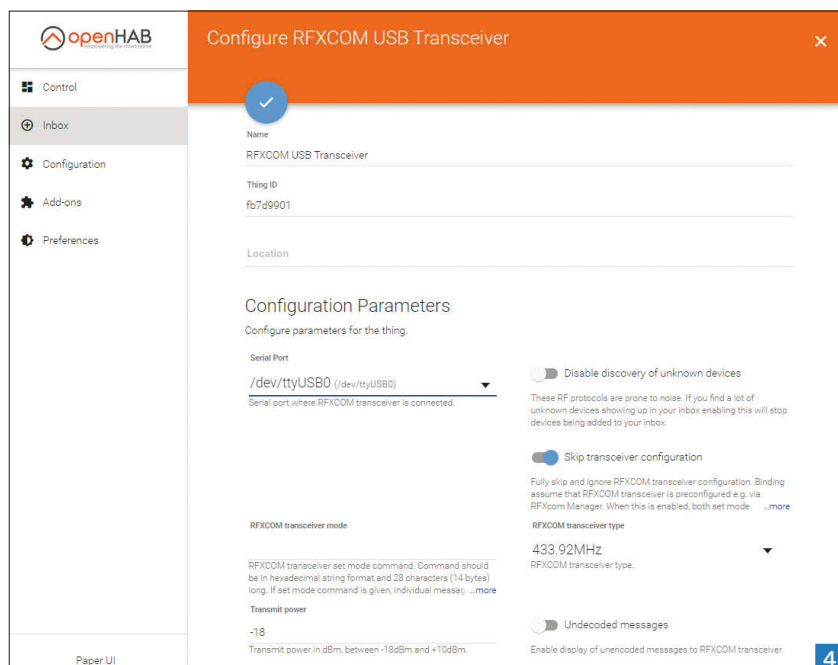 openHAB
empowering the smart home
Configure RFXCOM USB Transceiver
Control
Inbox
Configuration
Add-ons
Preferences
Paper UI
Name
RFXCOM USB Transceiver
Thing ID
fb7d9901
Location
Configuration Parameters
Configure parameters for the thing.
Serial Port
/dev/ttyUSB0 (/dev/ttyUSB0)
Serial port where RFXCOM transceiver is connected.
Disable discovery of unknown devices
These RF protocols are prone to noise. If you find a lot of
unknown devices showing up in your inbox enabling this will stop
devices being added to your inbox.
Skip transceiver configuration
Fully skip and ignore RFXCOM transceiver configuration. Binding
assume that RFXCOM transceiver is preconfigured e.g. via
RFXcom Manager. When this is enabled, both set mode ...more
RFXCOM transceiver mode
RFXCOM transceiver set mode command. Command should
be in hexadecimal string format and 28 characters (14 bytes)
long. If set mode command is given, individual messag ...more
RFXCOM transceiver type
433.92MHz
RFXCOM transceiver type.
Transmit power
-18
Transmit power in dBm, between -18dBm and +10dBm.
Undecoded messages
Enable display of unencoded messages to RFXCOM transceiver.
4